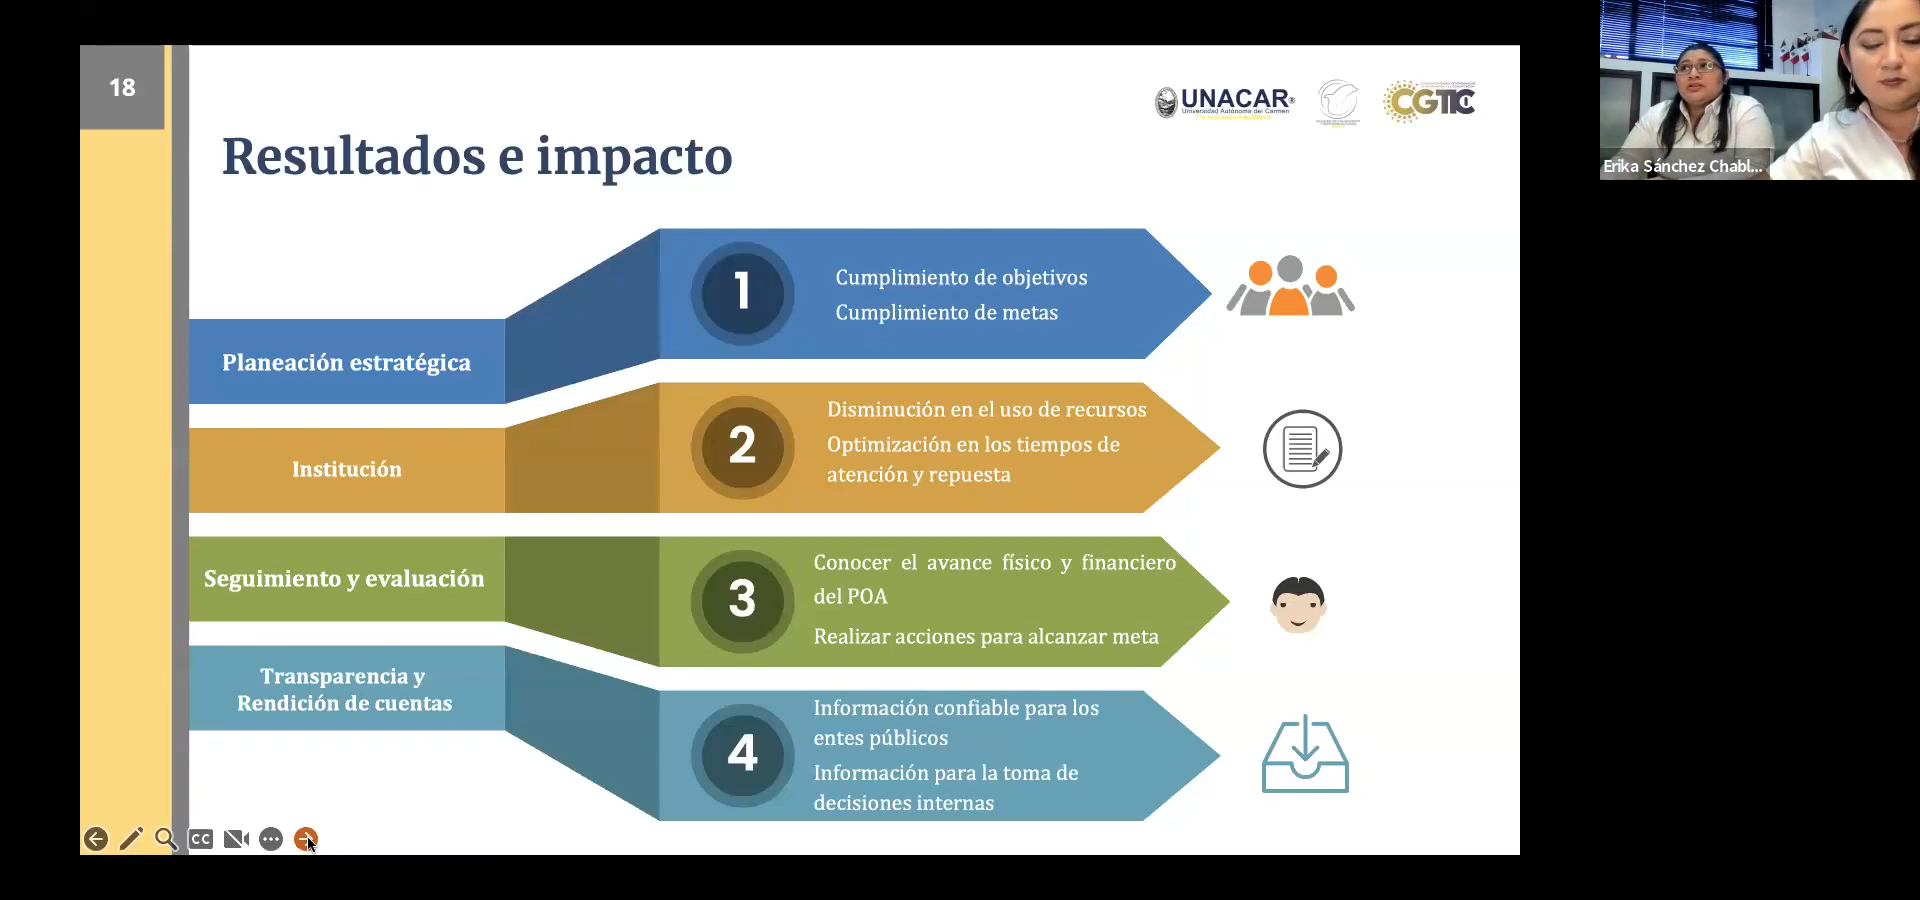 18
UNACAR®
Universidad Autónoma del Carmen
CGTIC
Resultados e impacto
Planeación estratégica
1
Cumplimiento de objetivos
Cumplimiento de metas
Institución
2
Disminución en el uso de recursos
Optimización en los tiempos de
atención y repuesta
Seguimiento y evaluación
3
Conocer el avance físico y financiero
del POA
Realizar acciones para alcanzar meta
Transparencia y
Rendición de cuentas
4
Información confiable para los
entes públicos
Información para la toma de
decisiones internas
CC
Erika Sánchez Chabl...